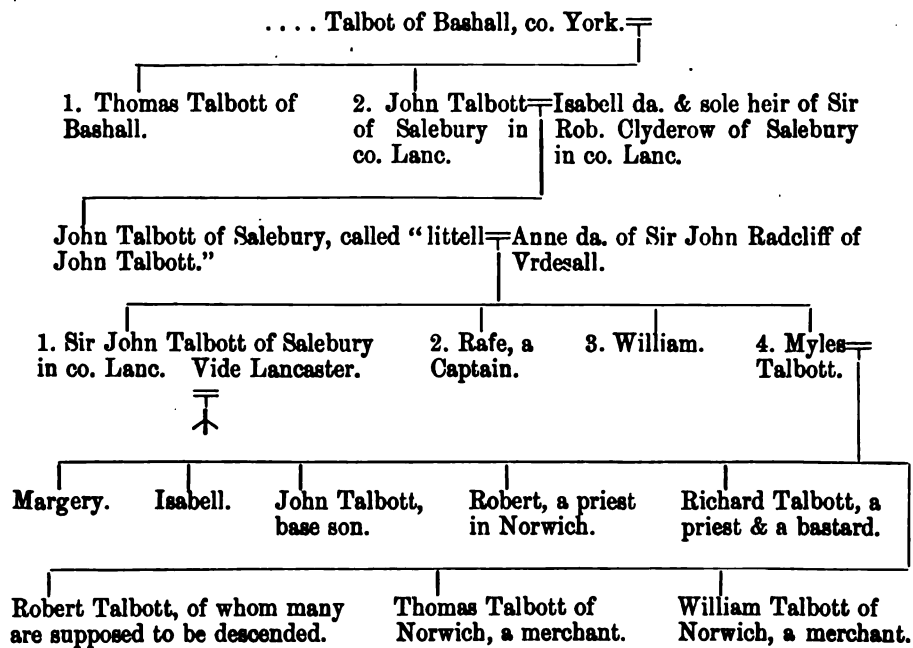 .... Talbot of Bashall, co. York.
1. Thomas Talbott of
Bashall.
2. John Talbott
of Salebury in
co. Lanc.
Isabell da. & sole heir of Sir
Rob. Clyderow of Salebury
in co. Lanc.
John Talbott of Salebury, called “littell
John Talbott.”
Anne da. of Sir John Radcliff of
Vrdesall.
1. Sir John Talbott of Salebury
in co. Lanc. Vide Lancaster.
2. Rafe, a
Captain.
3. William.
4. Myles
Talbott.
Margery.
Isabell.
John Talbott,
base son.
Robert, a priest
in Norwich.
Richard Talbott, a
priest & a bastard.
Robert Talbott, of whom many
are supposed to be descended.
Thomas Talbott of
Norwich, a merchant.
William Talbott of
Norwich, a merchant.